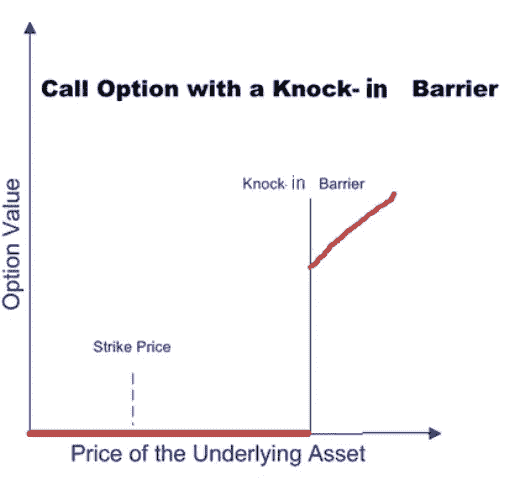 Call Option with a Knock-in Barrier
Knock-in Barrier
Option Value
Strike Price
Price of the Underlying Asset